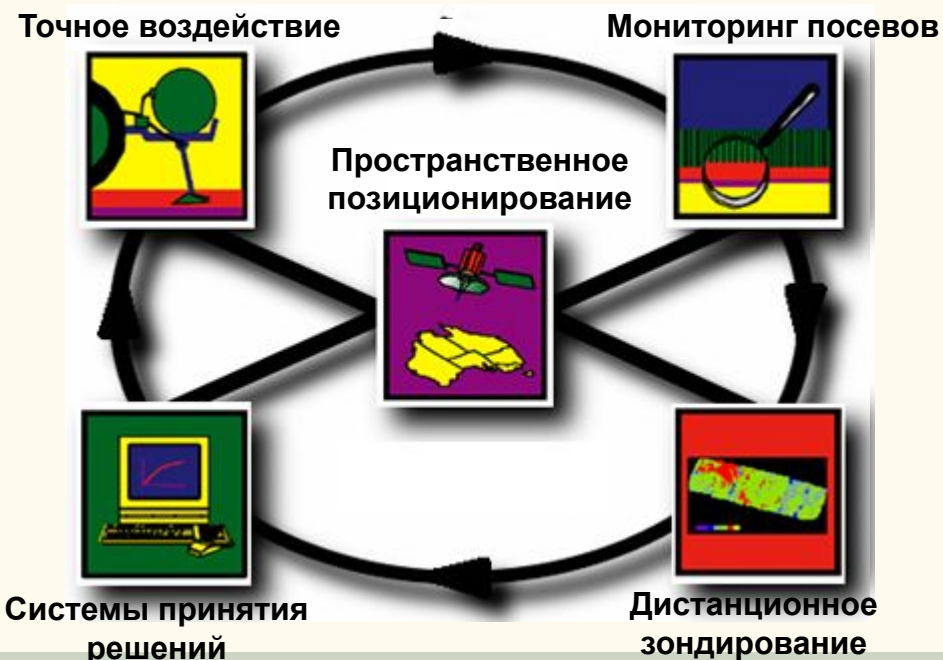 Точное воздействие
Мониторинг посевов
Пространственное
позиционирование
Системы принятия
решений
Дистанционное
зондирование